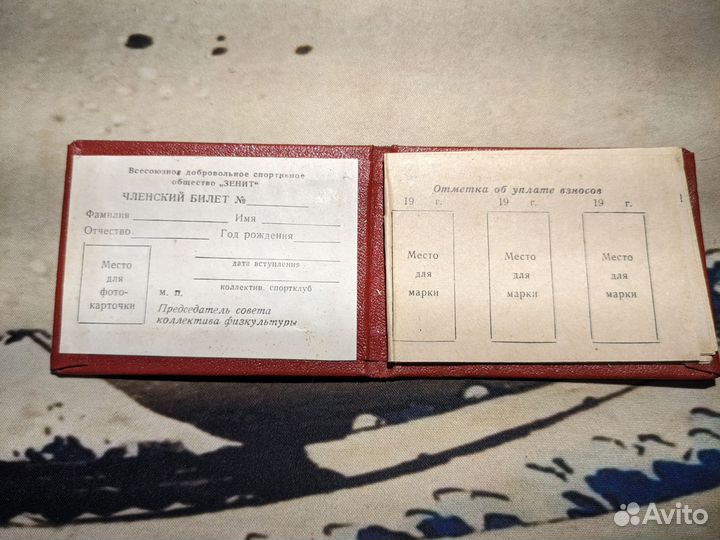 Всесоюзное добровольное спортивное
общество „ЗЕНИТ“
ЧЛЕНСКИЙ БИЛЕТ №
Фамилия Имя
Отчество Год рождения
Место
для
фото-
карточки
дата вступления
коллектив. спортклуб
м. п.
Председатель совета
коллектива физкультуры
Отметка об уплате взносов
19 г. 19 г. 19 г. 1
Место
для
марки
Место
для
марки
Место
для
марки
Avito